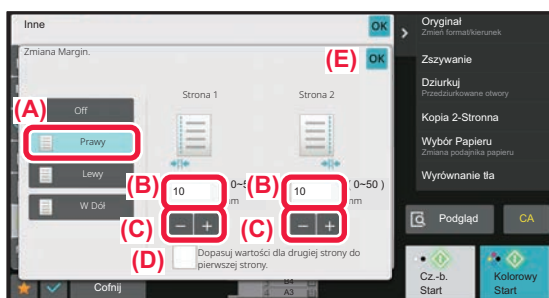 Inne
OK
Zmiana Margin.
(E)
OK
(A)
Off
Prawy
Lewy
W Dół
Strona 1
Strona 2
(B)
10
0~5
mm
(B)
10
( 0~50 )
mm
(C)
− +
(C)
− +
(D)
Dopasuj wartości dla drugiej strony do
pierwszej strony.
Cofnij
B4
A3
Oryginał
Zmień format/kierunek
Zszywanie
Dziurkuj
Przedziurkowane otwory
Kopia 2-Stronna
Wybór Papieru
Zmiana podajnika papieru
Wyrównanie tła
Podgląd
CA
Cz.-b.
Start
Kolorowy
Start